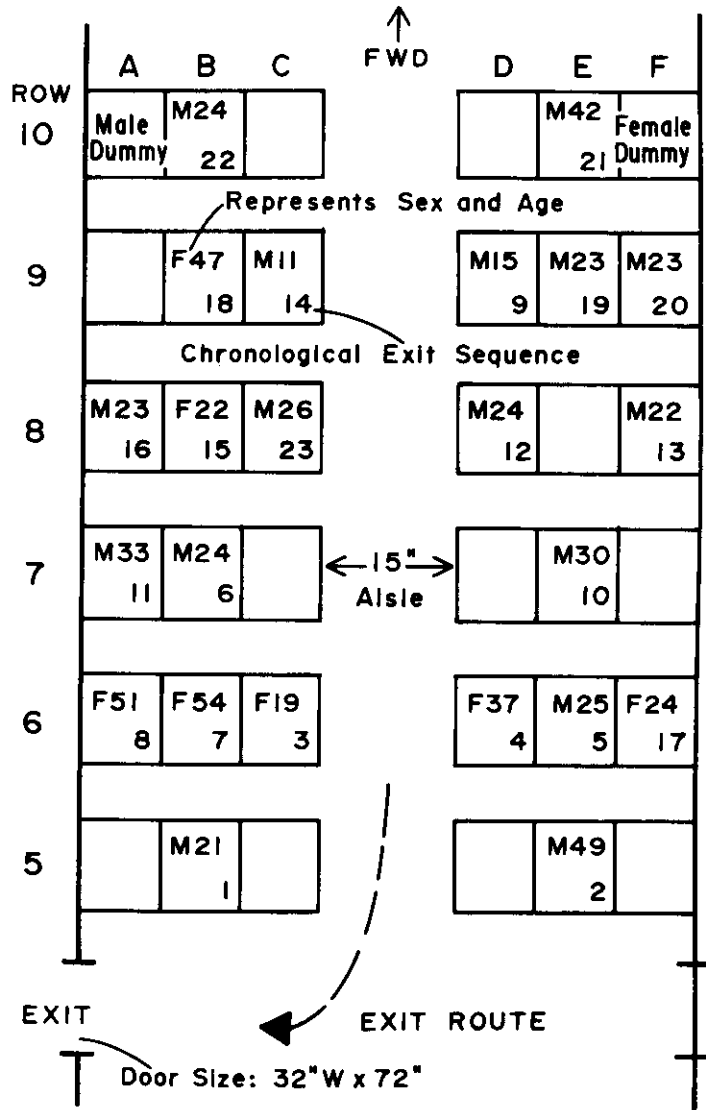 FWD
A B C D E F
ROW
10
Male Dummy
M24
22
M42
21
Female Dummy
Represents Sex and Age
9
F47
18
M11
14
M15
9
M23
19
M23
20
Chronological Exit Sequence
8
M23
16
F22
15
M26
23
M24
12
M22
13
7
M33
11
M24
6
15"
Aisle
M30
10
6
F51
8
F54
7
F19
3
F37
4
M25
5
F24
17
5
M21
1
M49
2
EXIT
EXIT ROUTE
Door Size: 32"W x 72"